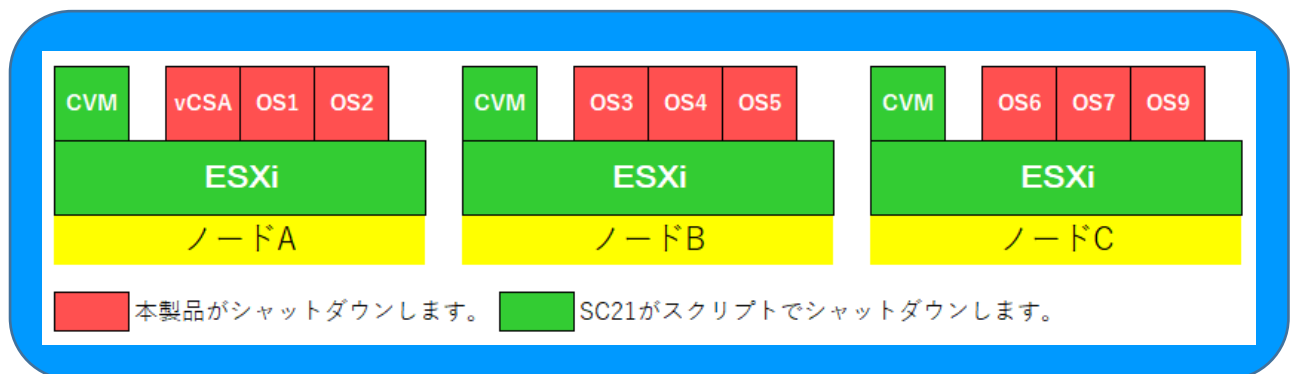 CVM vCSA OS1 OS2 CVM OS3 OS4 OS5 CVM OS6 OS7 OS9
ESXi ESXi ESXi
ノードA ノードB ノードC
本製品がシャットダウンします。 SC21がスクリプトでシャットダウンします。